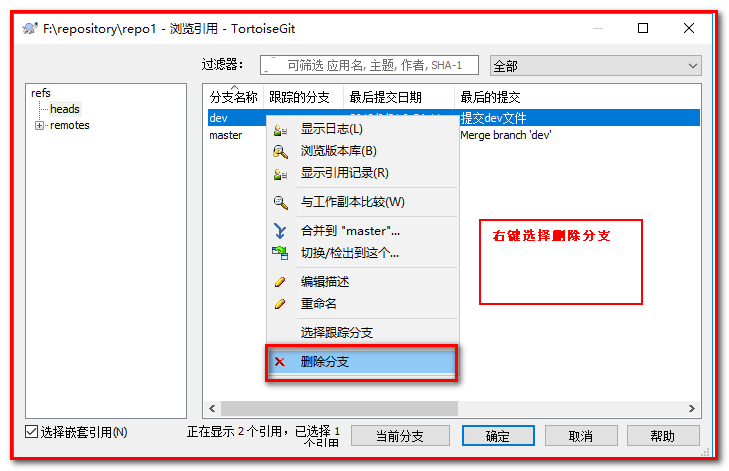 F:\repository\repo1 - 浏览引用 - TortoiseGit
过滤器：
可筛选 应用名, 主题, 作者, SHA-1
全部
refs
heads
remotes
分支名称 跟踪的分支 最后提交日期 最后的提交
dev 提交dev文件
master Merge branch 'dev'
显示日志(L)
浏览版本库(B)
显示引用记录(R)
与工作副本比较(W)
合并到 "master"...
切换/检出到这个...
编辑描述
重命名
选择跟踪分支
删除分支
右键选择删除分支
选择嵌套引用(N)
正在显示 2 个引用，已选择 1
个引用
当前分支
确定
取消
帮助